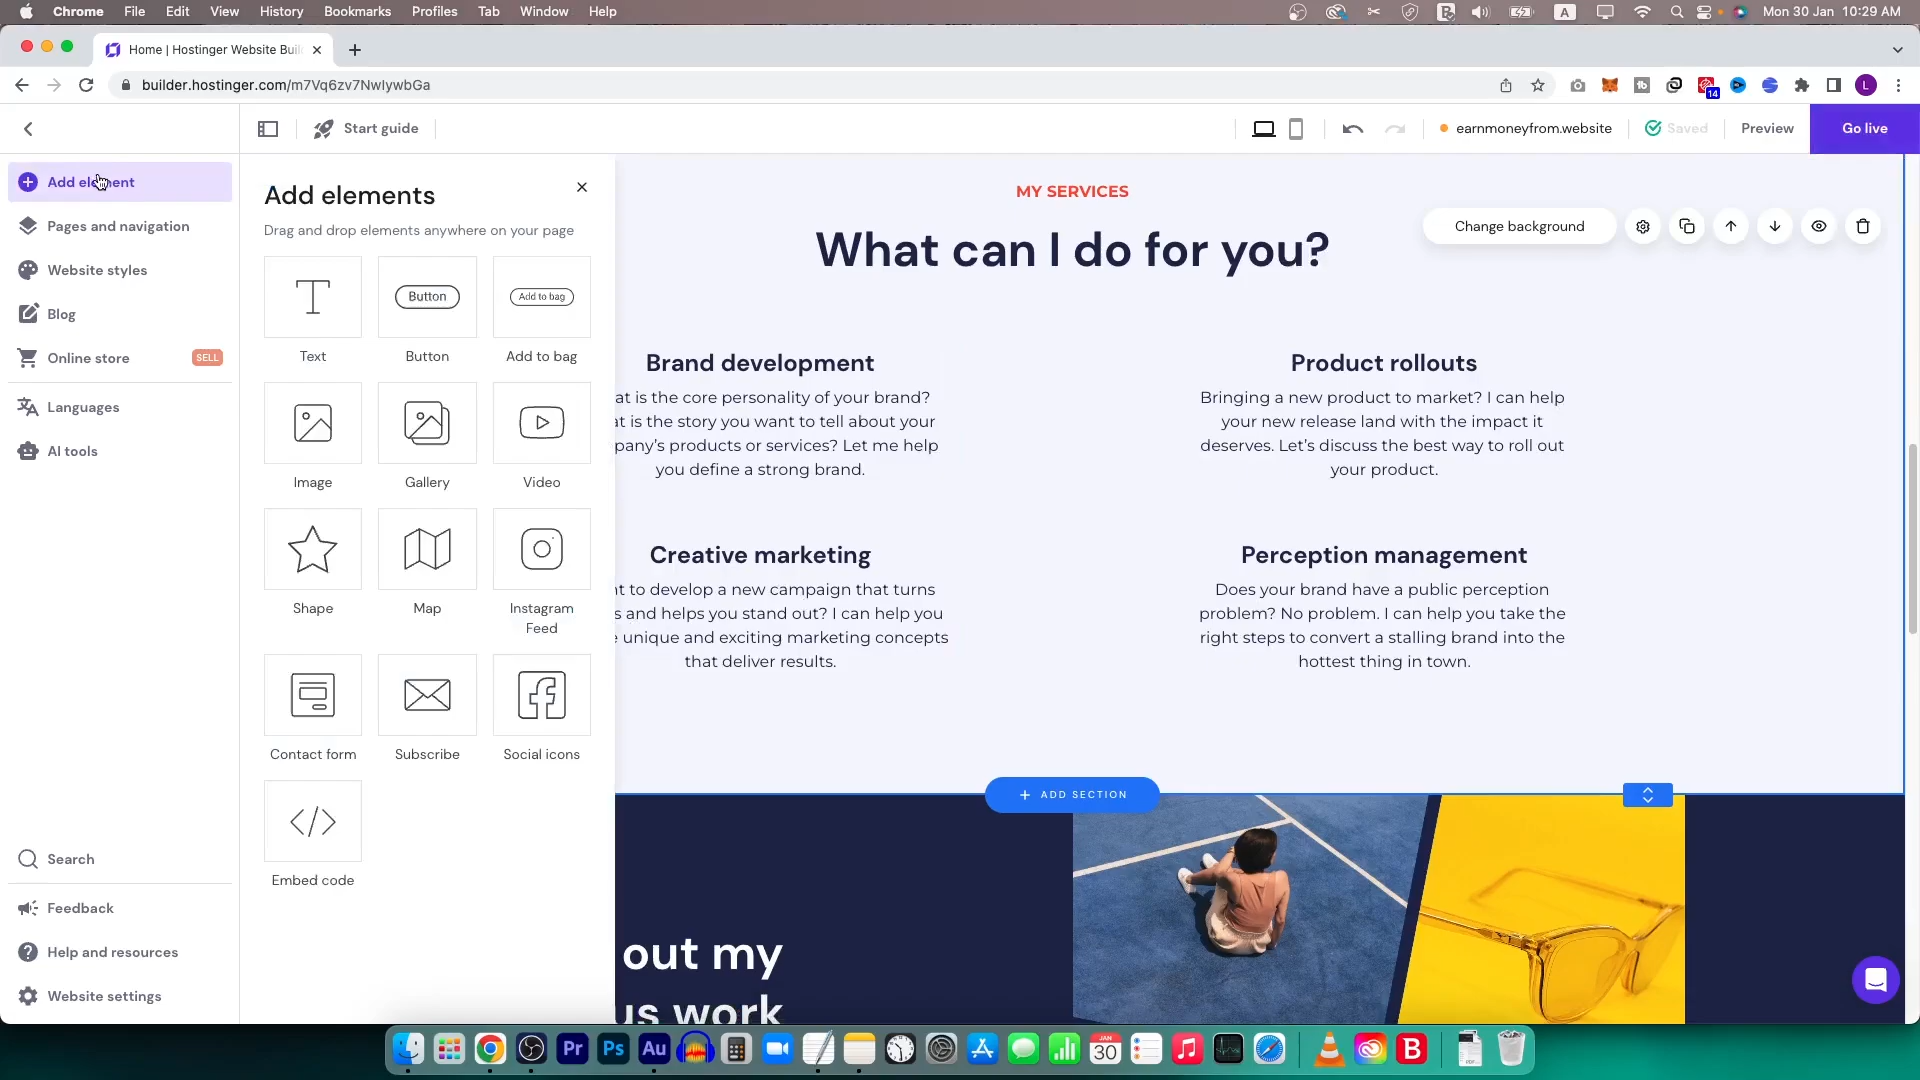 Chrome File Edit View History Bookmarks Profiles Tab Window Help
A
Mon 30 Jan 10:29 AM
Home | Hostinger Website Buil
builder.hostinger.com/m7Vq6zv7NwIywbGa
14
L
Start guide
earnmoneyfrom.website
Saved
Preview
Go live
Add element
Pages and navigation
Website styles
Blog
Online store SELL
Languages
AI tools
Search
Feedback
Help and resources
Website settings
Add elements
Drag and drop elements anywhere on your page
Button Add to bag
Text Button Add to bag
Image Gallery Video
Shape Map Instagram
Feed
Contact form Subscribe Social icons
Embed code
MY SERVICES
What can I do for you?
Change background
Brand development
at is the core personality of your brand?
at is the story you want to tell about your
pany's products or services? Let me help
you define a strong brand.
Product rollouts
Bringing a new product to market? I can help
your new release land with the impact it
deserves. Let's discuss the best way to roll out
your product.
Creative marketing
nt to develop a new campaign that turns
s and helps you stand out? I can help you
e unique and exciting marketing concepts
that deliver results.
Perception management
Does your brand have a public perception
problem? No problem. I can help you take the
right steps to convert a stalling brand into the
hottest thing in town.
+ ADD SECTION
out my
us work
Pr Ps Au
JAN
30
B